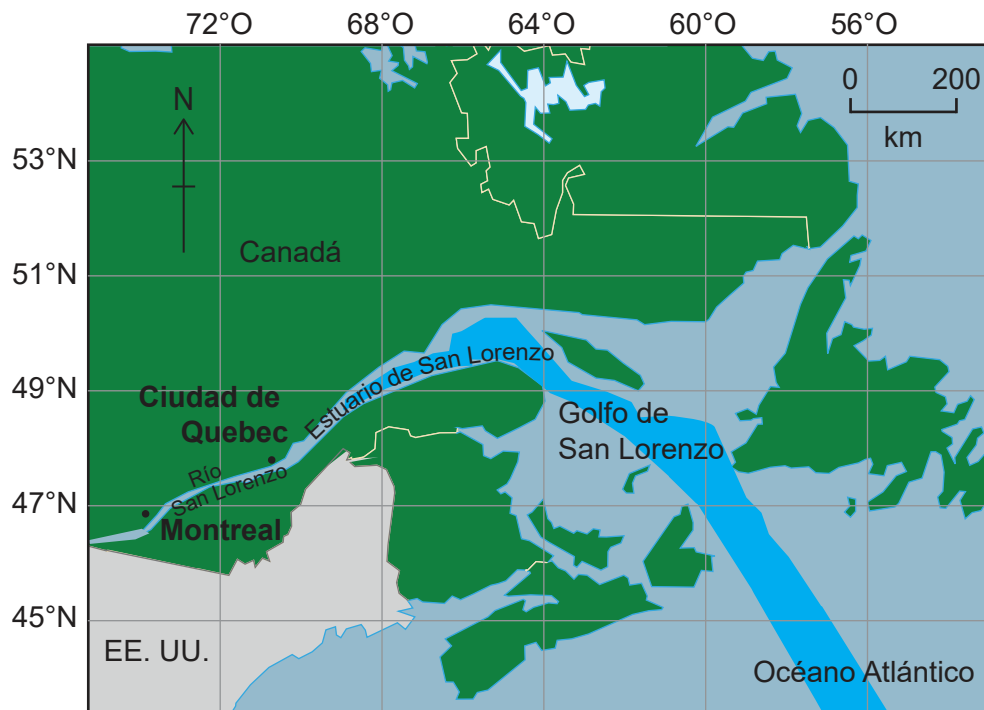 72°O 68°O 64°O 60°O 56°O
0 200
km
N
53°N
51°N
49°N
47°N
45°N
Canadá
Estuario de San Lorenzo
Ciudad de
Quebec
Golfo de
San Lorenzo
Río
San Lorenzo
Montreal
EE. UU.
Océano Atlántico